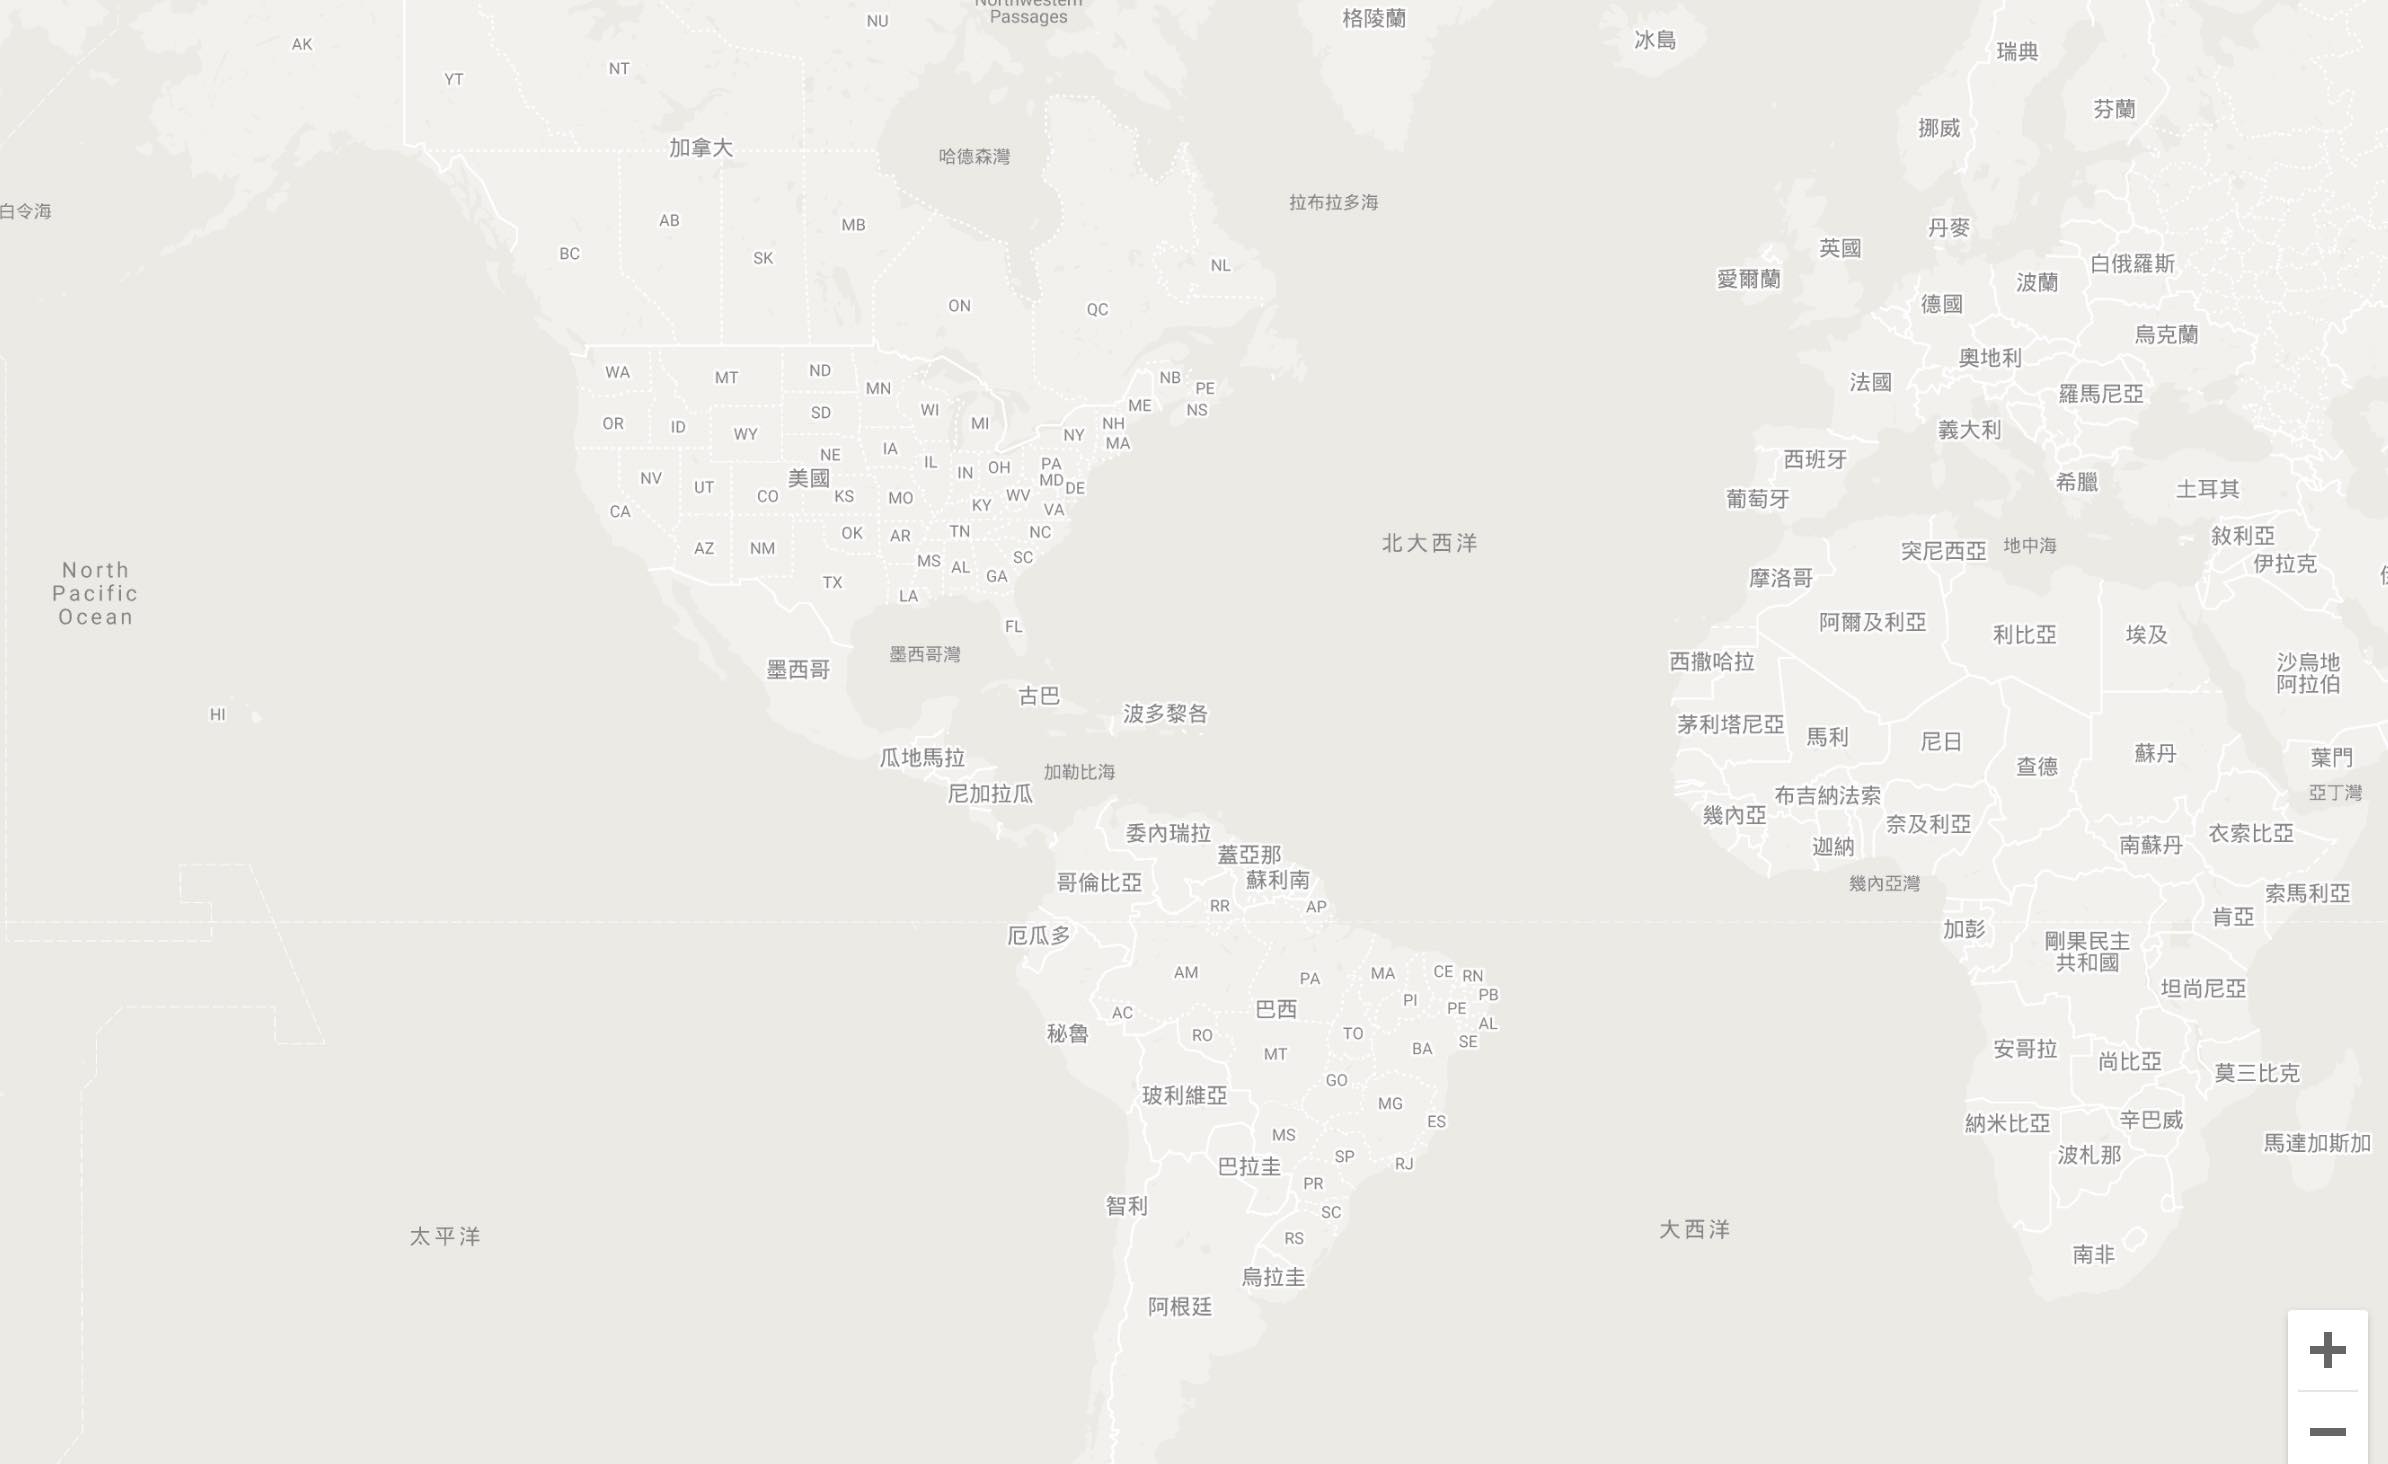 Northwestern
Passages
NU
格陵蘭
冰島
瑞典
AK
YT
NT
芬蘭
挪威
加拿大
哈德森灣
拉布拉多海
白令海
AB
MB
BC
SK
NL
丹麥
英國
愛爾蘭
白俄羅斯
波蘭
德國
ON
QC
烏克蘭
奧地利
法國
羅馬尼亞
義大利
WA
MT
ND
MN
NB
PE
NS
ME
OR
ID
WY
SD
WI
MI
NH
NY
MA
NE
IA
IL
IN
OH
PA
MD
DE
NV
UT
CO
美國
KS
MO
KY
WV
VA
CA
AZ
NM
OK
AR
TN
NC
MS
AL
SC
GA
TX
LA
FL
西班牙
葡萄牙
希臘
土耳其
北大西洋
突尼西亞
地中海
敘利亞
伊拉克
摩洛哥
North
Pacific
Ocean
阿爾及利亞
利比亞
埃及
墨西哥
墨西哥灣
西撒哈拉
沙烏地
阿拉伯
HI
古巴
波多黎各
茅利塔尼亞
馬利
尼日
查德
蘇丹
葉門
瓜地馬拉
加勒比海
尼加拉瓜
布吉納法索
亞丁灣
幾內亞
奈及利亞
迦納
南蘇丹
衣索比亞
委內瑞拉
蓋亞那
蘇利南
哥倫比亞
幾內亞灣
索馬利亞
RR
AP
肯亞
厄瓜多
加彭
剛果民主
共和國
AM
PA
MA
CE
RN
PB
PI
PE
AL
坦尚尼亞
AC
巴西
秘魯
RO
TO
SE
MT
BA
安哥拉
尚比亞
莫三比克
GO
玻利維亞
MG
ES
納米比亞
辛巴威
MS
波札那
馬達加斯加
巴拉圭
SP
RJ
PR
智利
SC
太平洋
RS
大西洋
南非
烏拉圭
阿根廷